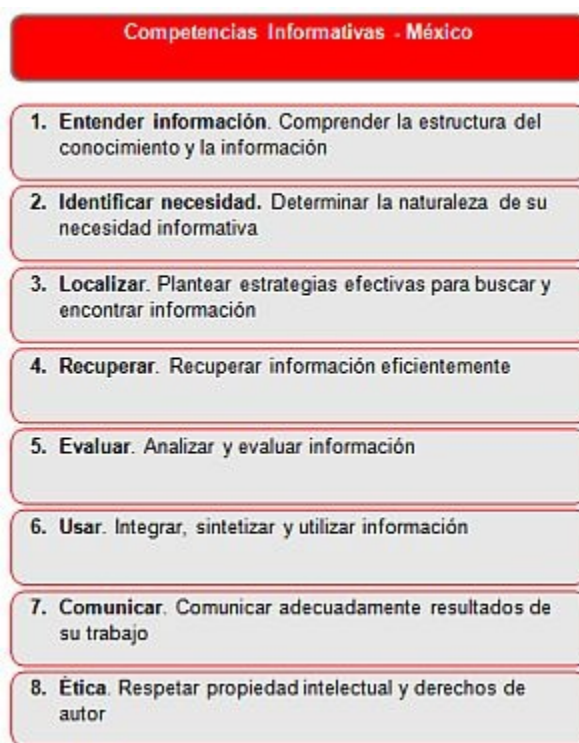 Competencias Informativas - México
1. Entender información. Comprender la estructura del
conocimiento y la información
2. Identificar necesidad. Determinar la naturaleza de su
necesidad informativa
3. Localizar. Plantear estrategias efectivas para buscar y
encontrar información
4. Recuperar. Recuperar información eficientemente
5. Evaluar. Analizar y evaluar información
6. Usar. Integrar, sintetizar y utilizar información
7. Comunicar. Comunicar adecuadamente resultados de
su trabajo
8. Ética. Respetar propiedad intelectual y derechos de
autor